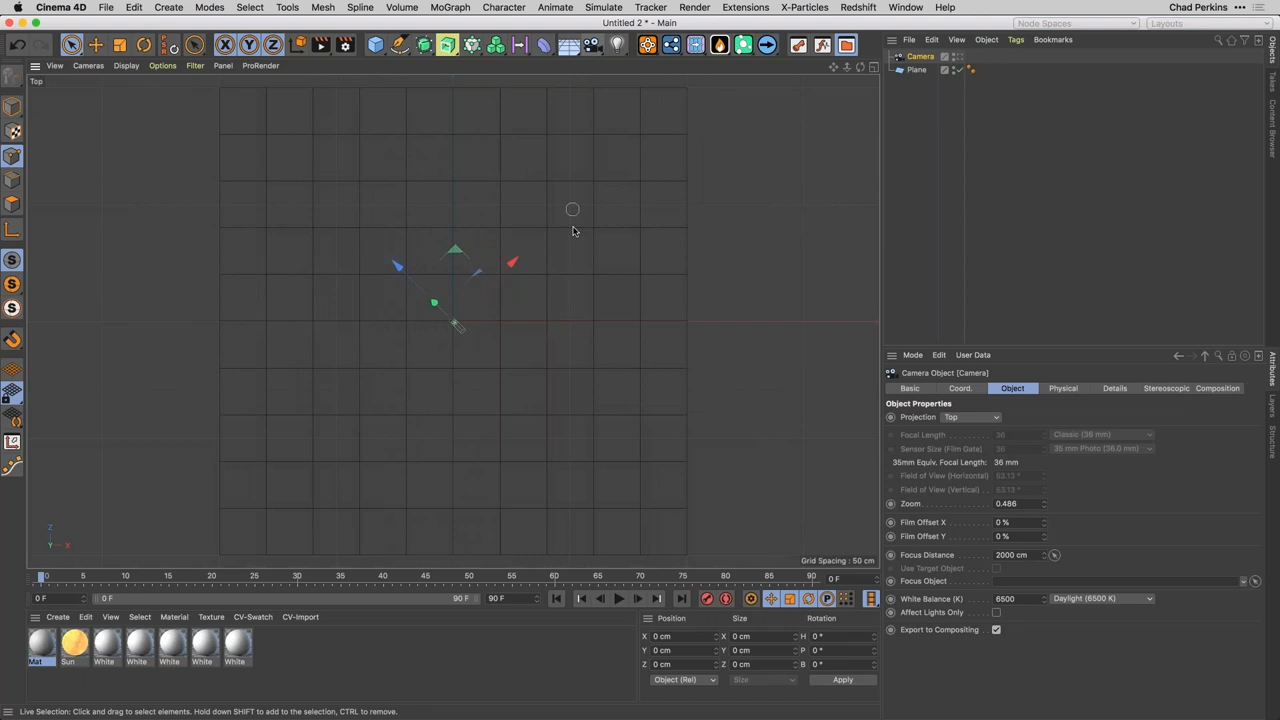 Cinema 4D File Edit Create Modes Select Tools Mesh Spline Volume MoGraph Character Animate Simulate Tracker Render Extensions X-Particles Redshift Window Help Chad Perkins
Untitled 2 * - Main
Node Spaces Layouts
File Edit View Object Tags Bookmarks
X Y Z
View Cameras Display Options Filter Panel ProRender
Camera
Plane
Top
Objects
Takes
Content Browser
Mode Edit User Data
Camera Object [Camera]
Basic Coord. Object Physical Details Stereoscopic Composition
Object Properties
Projection Top
Focal Length 36 Classic (36 mm)
Sensor Size (Film Gate) 36 35 mm Photo (36.0 mm)
35mm Equiv. Focal Length: 36 mm
Field of View (Horizontal) 53.13 °
Field of View (Vertical) 53.13 °
Zoom 0.486
Film Offset X 0 %
Film Offset Y 0 %
Focus Distance 2000 cm
Use Target Object
Focus Object
White Balance (K) 6500 Daylight (6500 K)
Affect Lights Only
Export to Compositing
Attributes
Layers
Structure
Z
Y X
Grid Spacing : 50 cm
0 5 10 15 20 25 30 35 40 45 50 55 60 65 70 75 80 85 90 0 F
0 F 0 F 90 F 90 F
Create Edit View Select Material Texture CV-Swatch CV-Import
Mat Sun White White White White White
Position Size Rotation
X 0 cm X 0 cm H 0 °
Y 0 cm Y 0 cm P 0 °
Z 0 cm Z 0 cm B 0 °
Object (Rel) Size Apply
Live Selection: Click and drag to select elements. Hold down SHIFT to add to the selection, CTRL to remove.